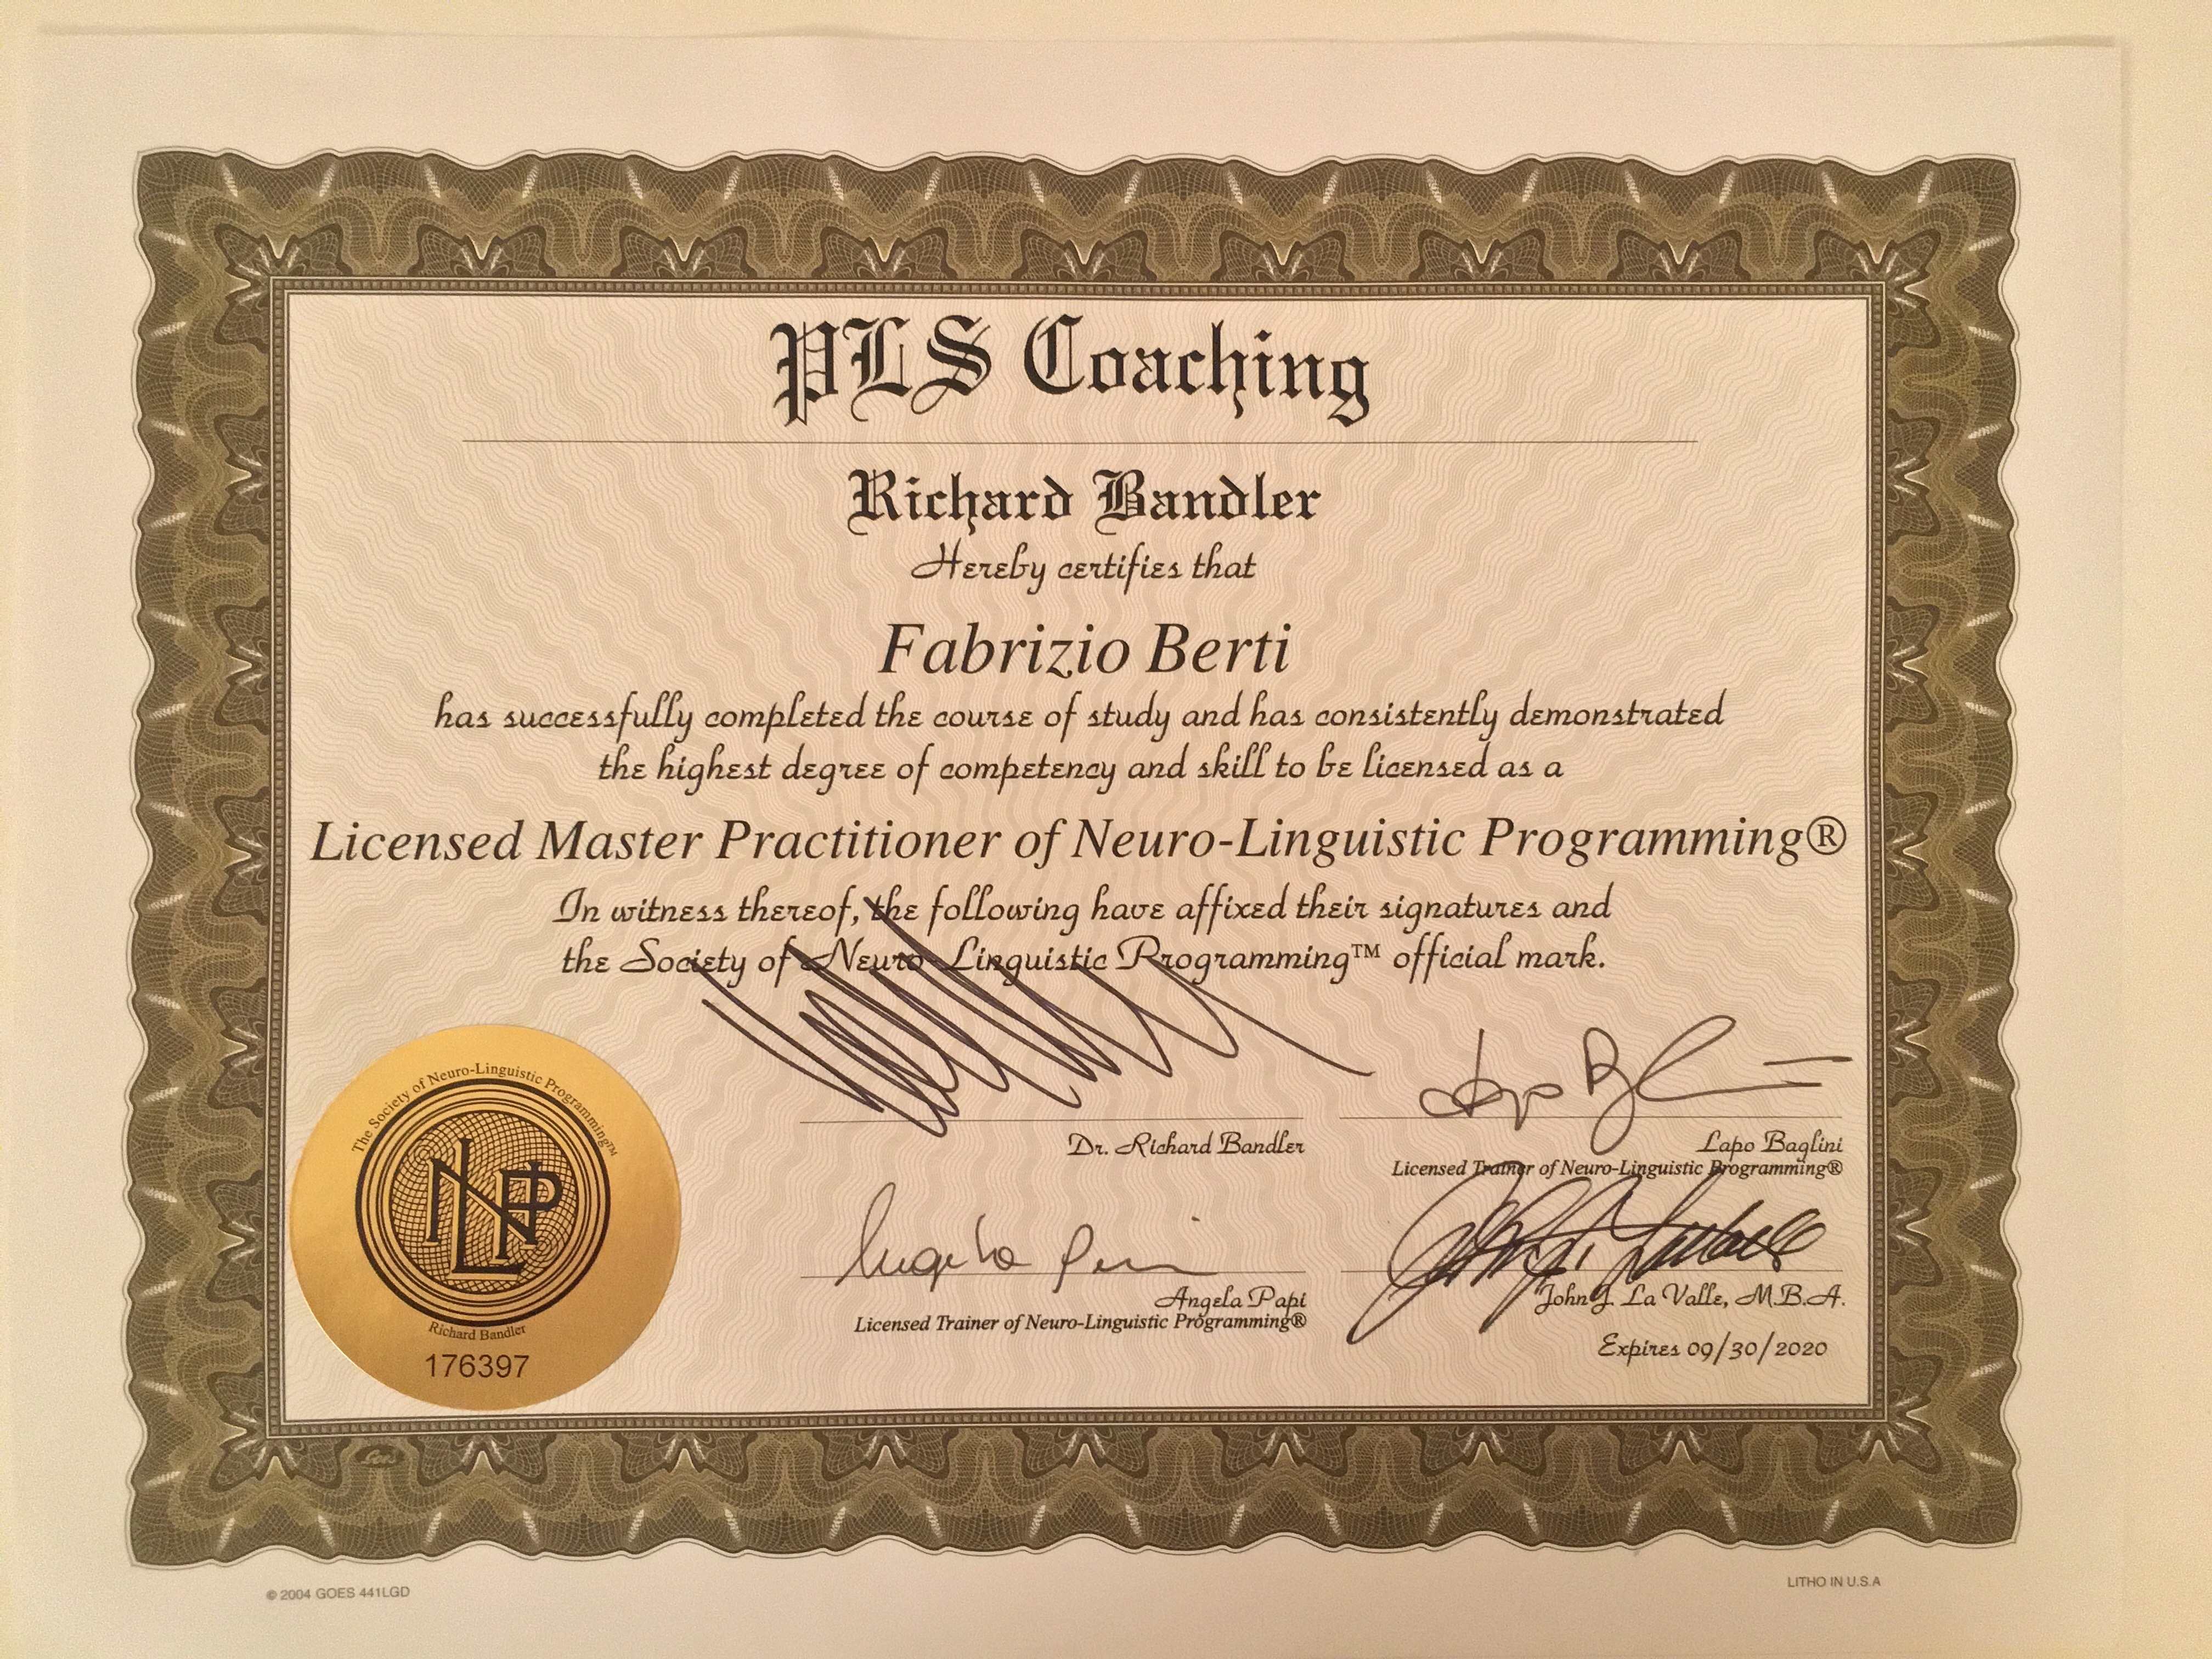 PLS Coaching
Richard Bandler
Hereby certifies that
Fabrizio Berti
has successfully completed the course of study and has consistently demonstrated
the highest degree of competency and skill to be licensed as a
Licensed Master Practitioner of Neuro-Linguistic Programming®
In witness thereof, the following have affixed their signatures and
the Society of Neuro-Linguistic Programming™ official mark.
Dr. Richard Bandler
Lapo Baglini
Licensed Trainer of Neuro-Linguistic Programming®
Angela Papi
Licensed Trainer of Neuro-Linguistic Programming®
John J. La Valle, M.B.A.
Expires 09/30/2020
The Society of Neuro-Linguistic Programming™
NLP
Richard Bandler
176397
Goes
© 2004 GOES 441LGD
LITHO IN U.S.A